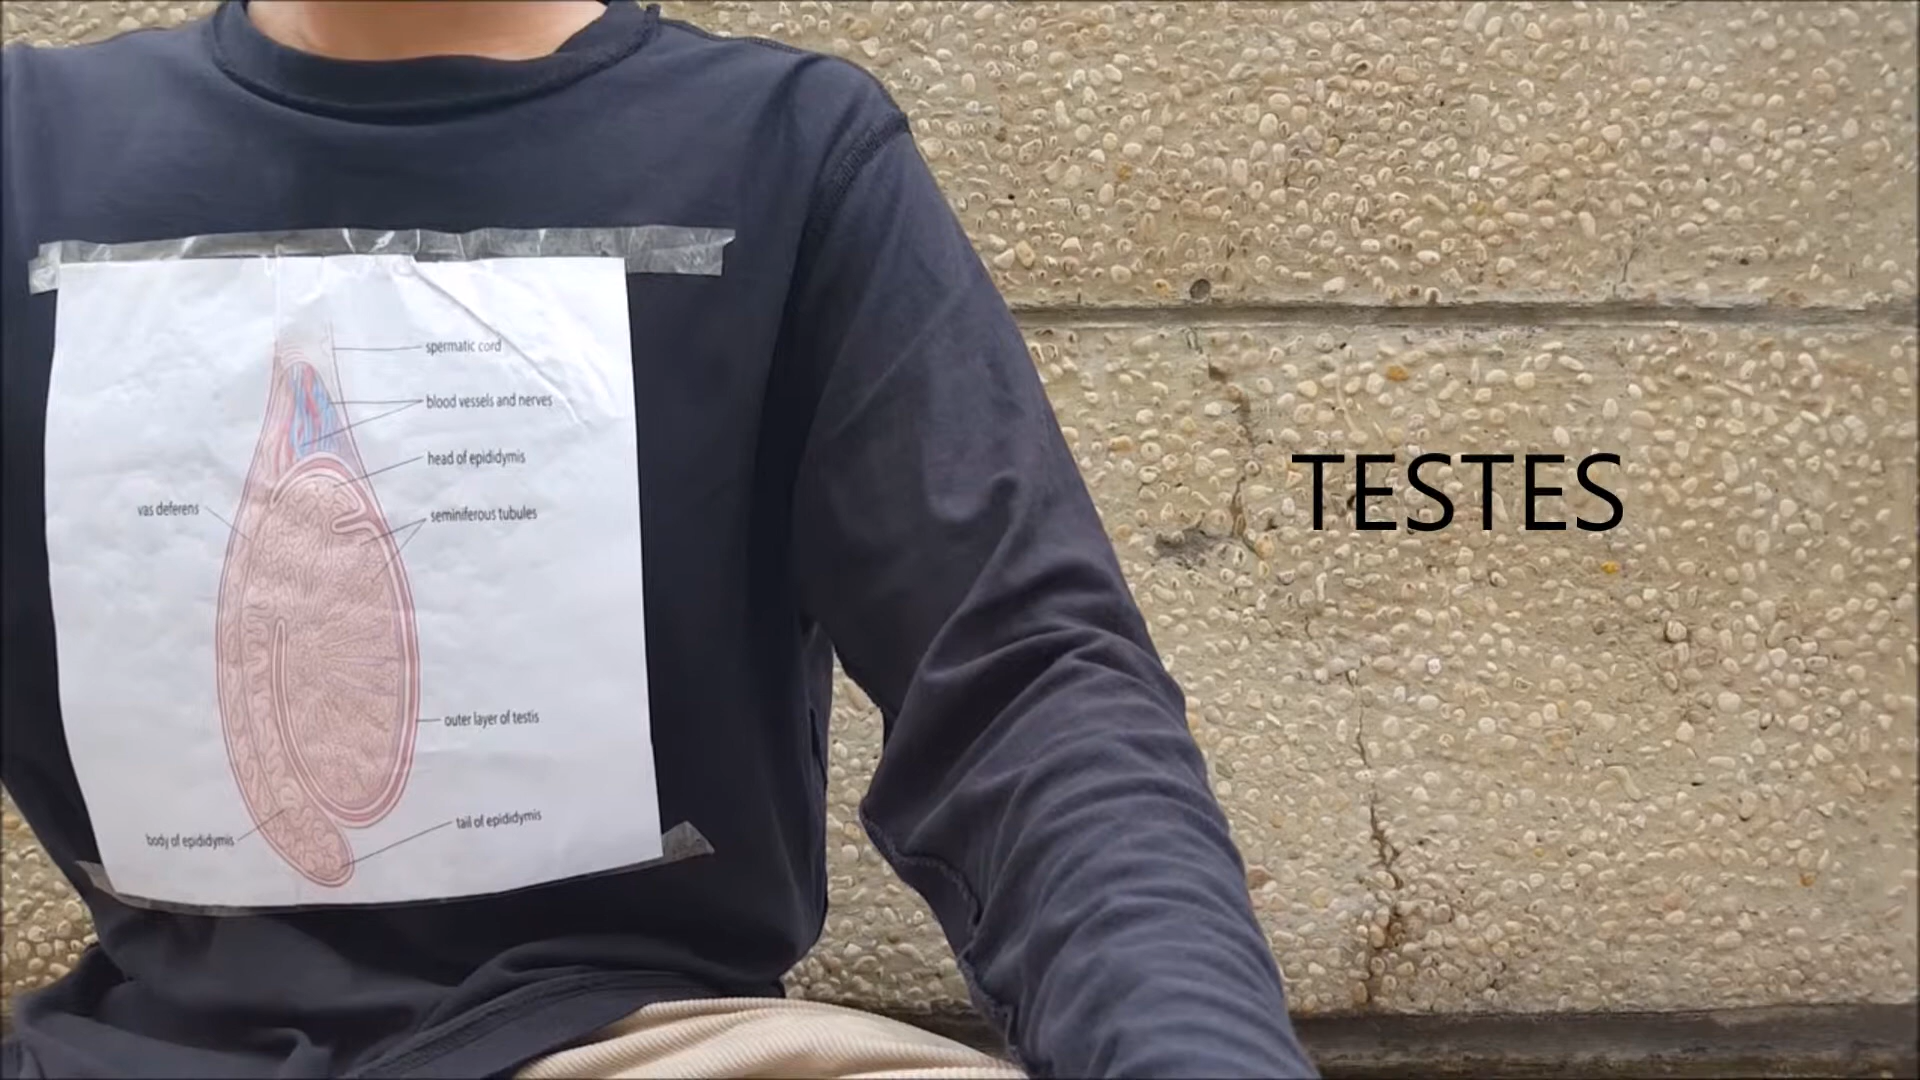 spermatic cord
blood vessels and nerves
head of epididymis
vas deferens
seminiferous tubules
outer layer of testis
tail of epididymis
body of epididymis
TESTES